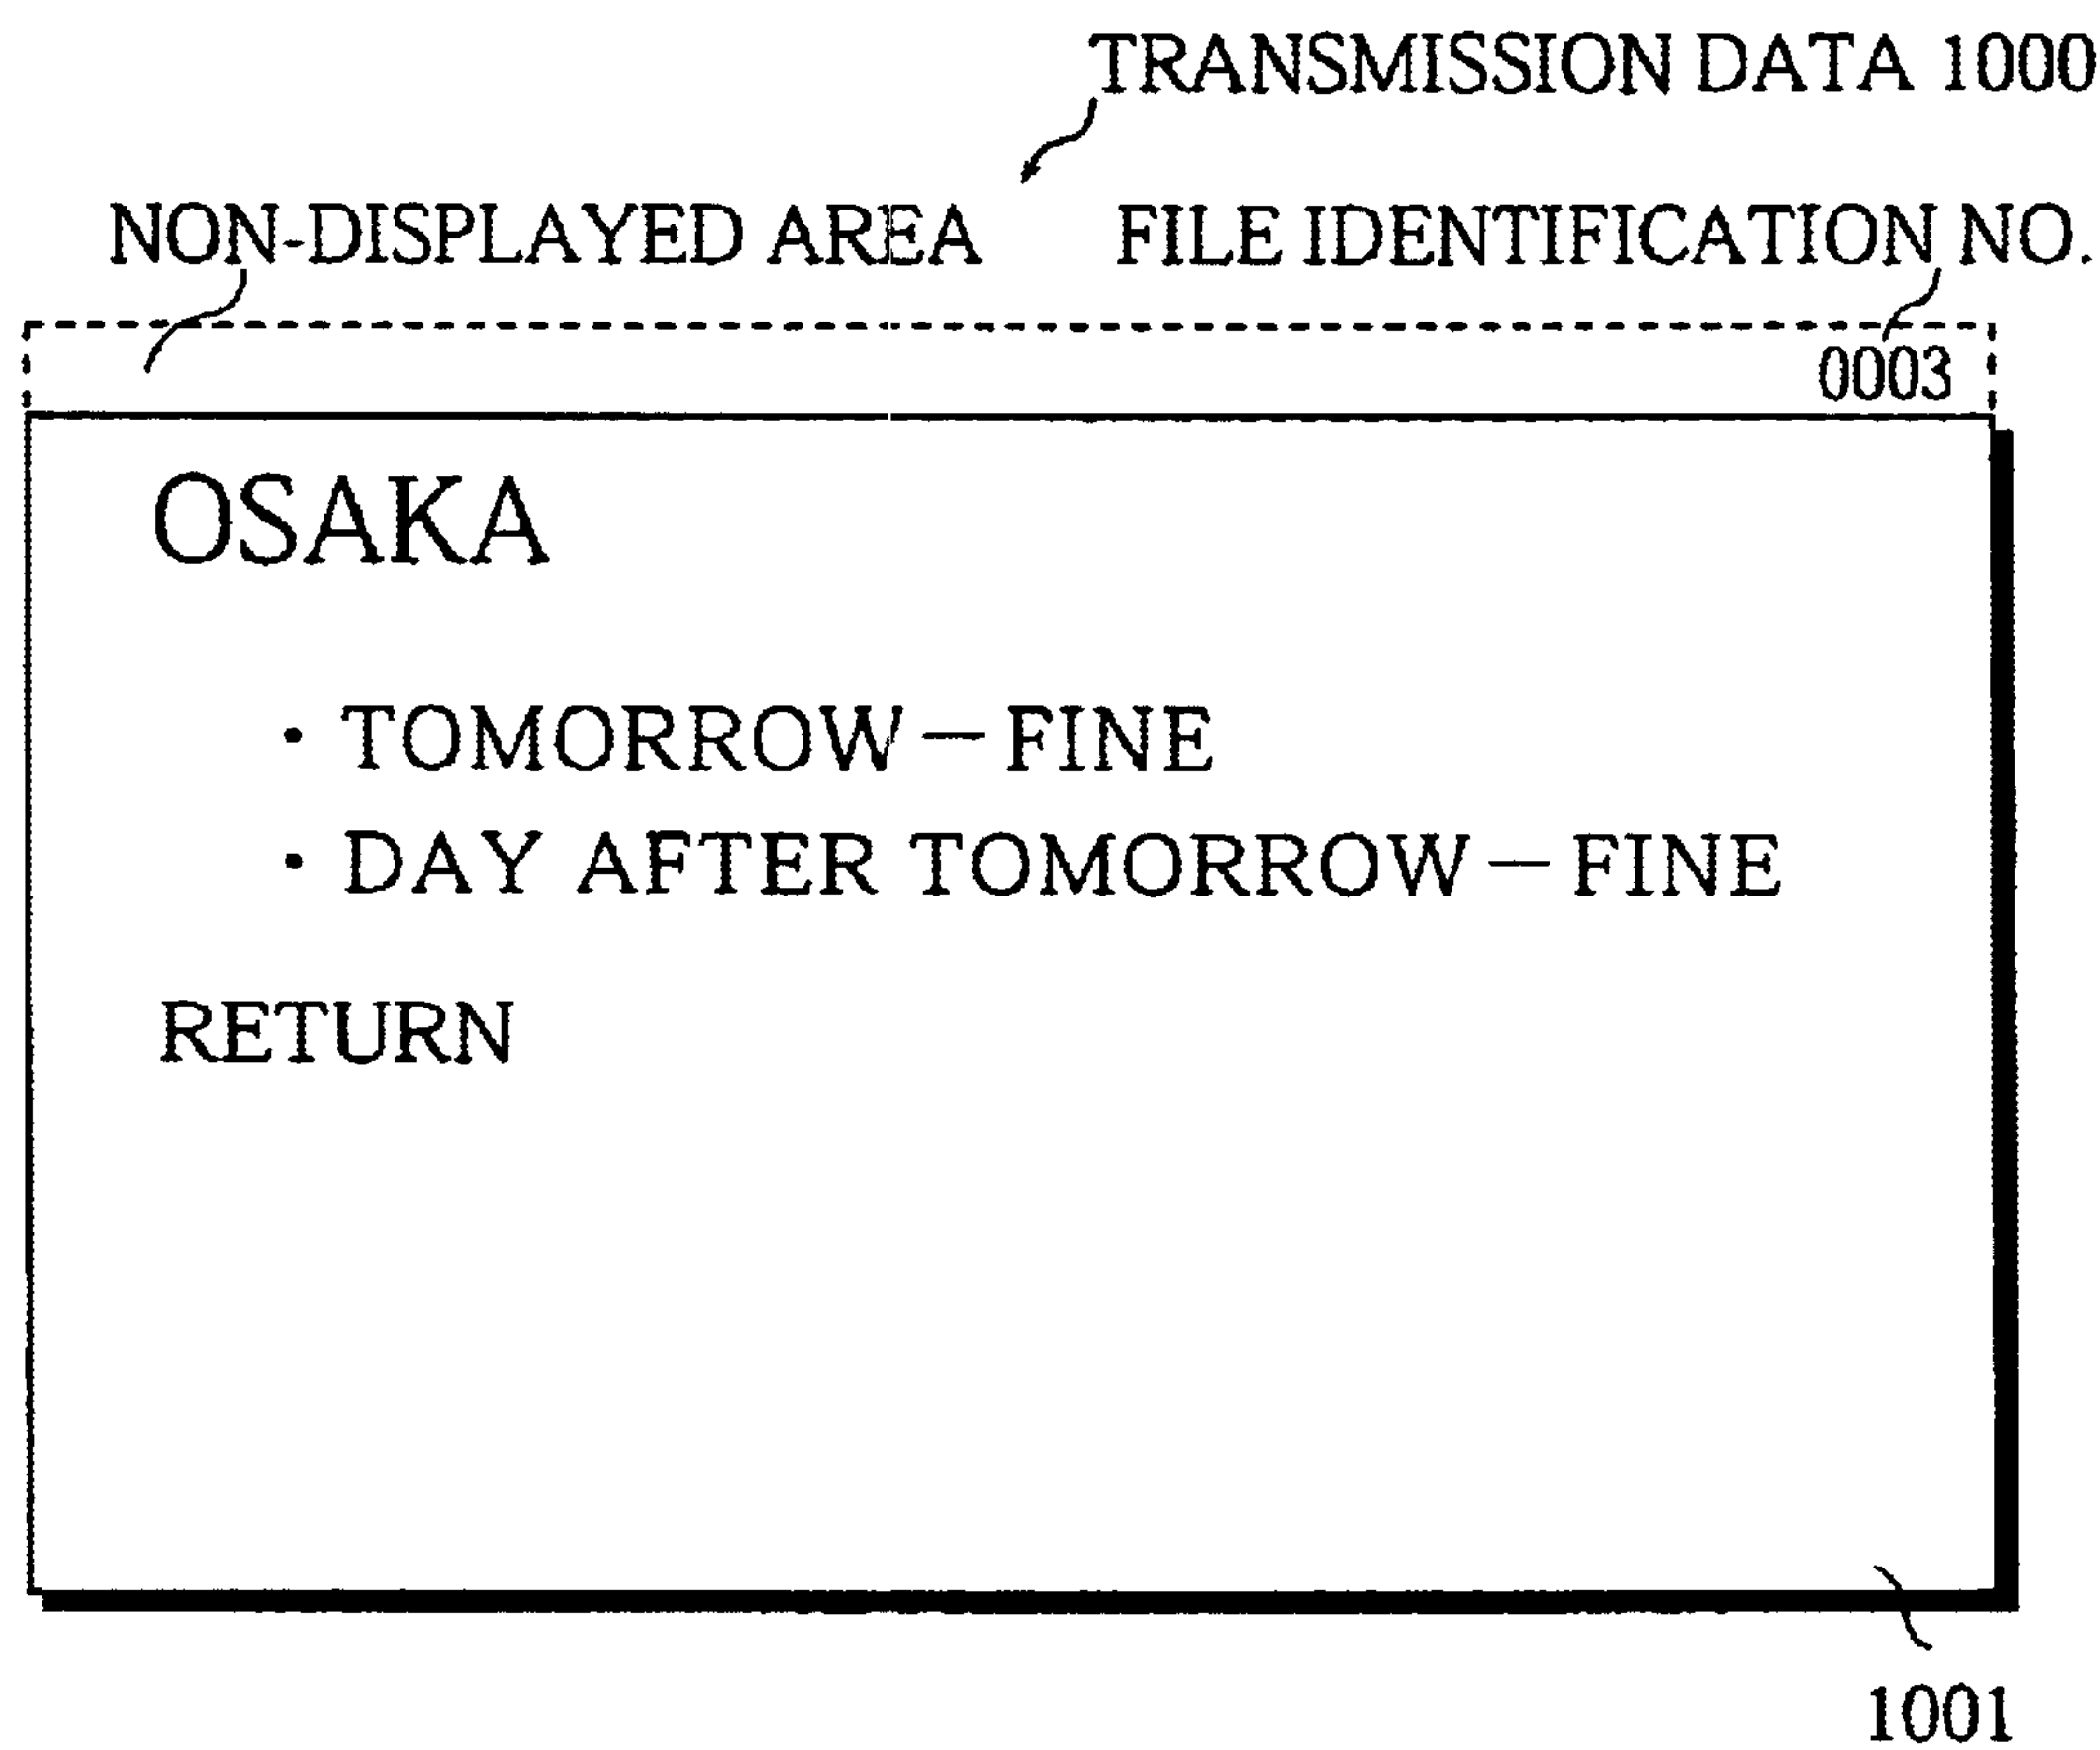 TRANSMISSION DATA 1000
NON-DISPLAYED AREA FILE IDENTIFICATION NO.
0003
OSAKA
· TOMORROW—FINE
· DAY AFTER TOMORROW—FINE
RETURN
1001